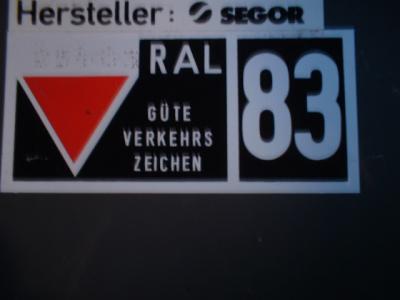 Hersteller: SEGOR
RAL
GÜTE
VERKEHRS
ZEICHEN
83